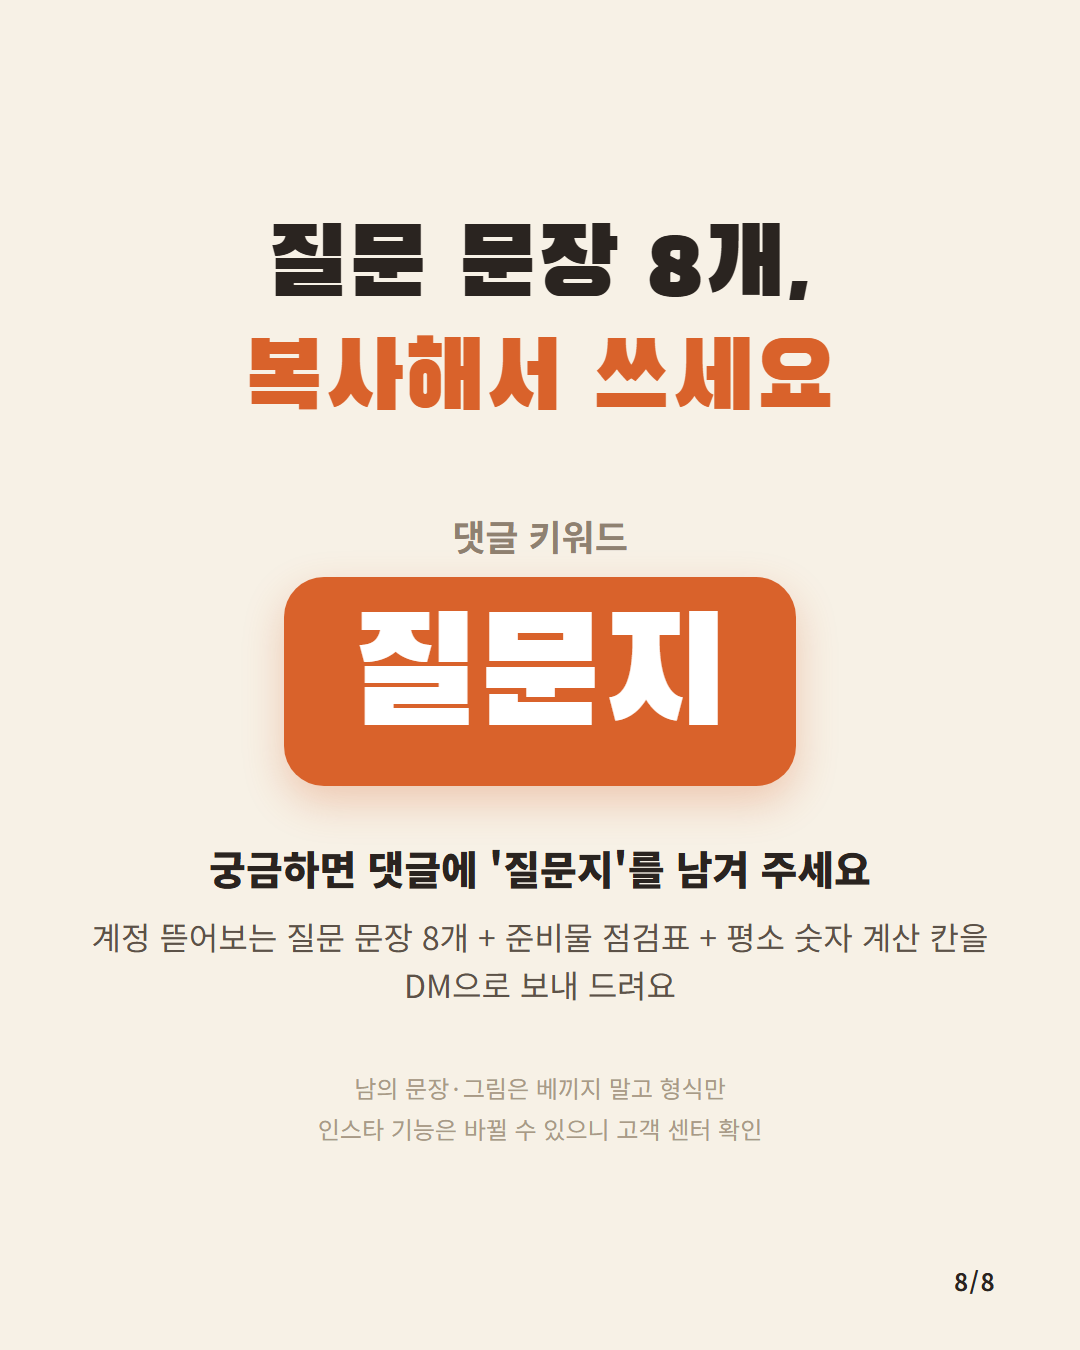 질문 문장 8개,
복사해서 쓰세요
댓글 키워드
질문지
궁금하면 댓글에 '질문지'를 남겨 주세요
계정 뜯어보는 질문 문장 8개 + 준비물 점검표 + 평소 숫자 계산 칸을
DM으로 보내 드려요
남의 문장·그림은 베끼지 말고 형식만
인스타 기능은 바뀔 수 있으니 고객 센터 확인
8/8